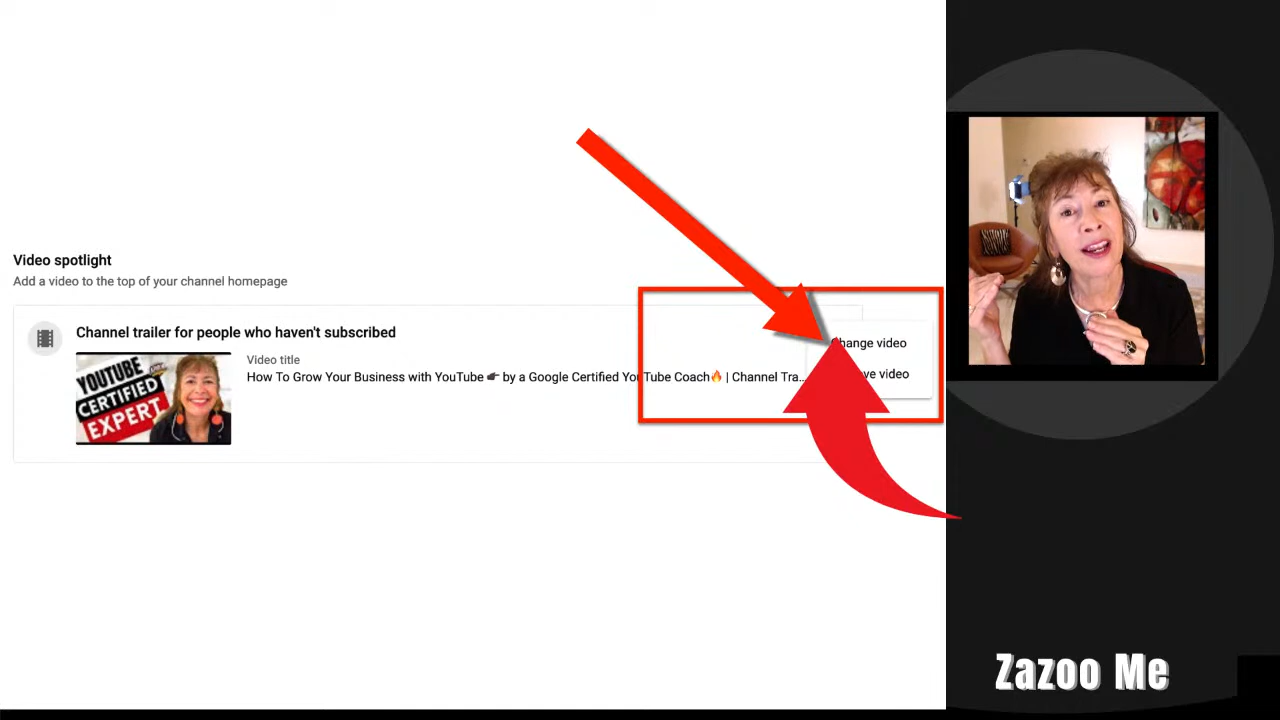 Video spotlight
Add a video to the top of your channel homepage
Channel trailer for people who haven't subscribed
Video title
How To Grow Your Business with YouTube by a Google Certified YouTube Coach🔥 | Channel Tra...
Change video
video
YOUTUBE
CERTIFIED
EXPERT
Zazoo Me